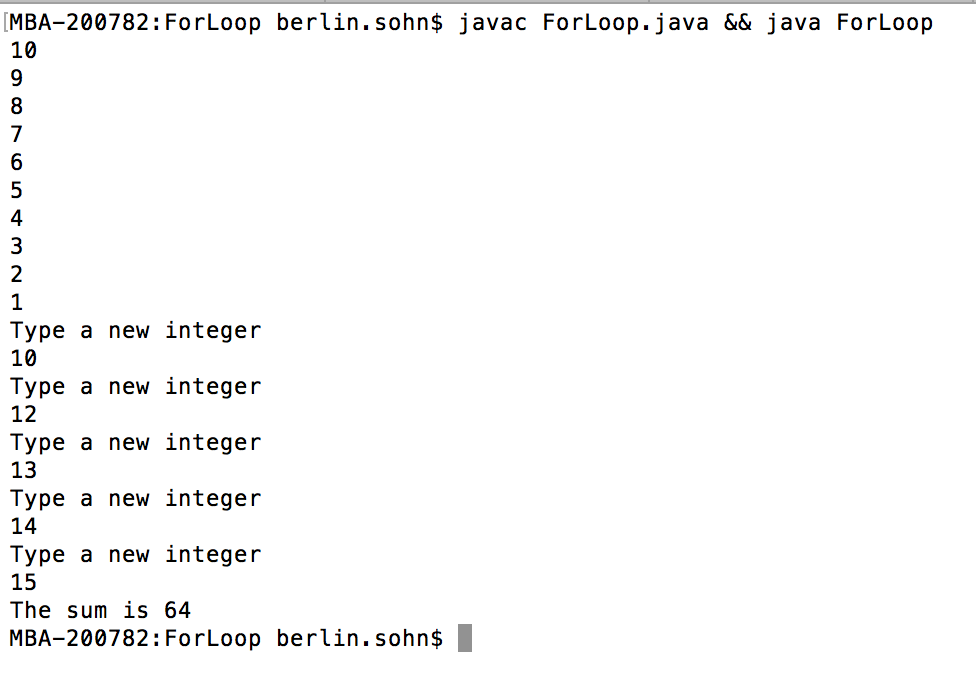 MBA-200782:ForLoop berlin.sohn$ javac ForLoop.java && java ForLoop
10
9
8
7
6
5
4
3
2
1
Type a new integer
10
Type a new integer
12
Type a new integer
13
Type a new integer
14
Type a new integer
15
The sum is 64
MBA-200782:ForLoop berlin.sohn$